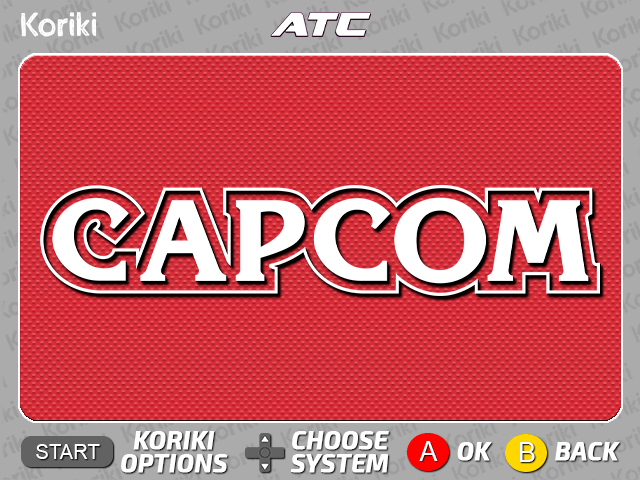 Koriki
ATC
CAPCOM
START
KORIKI
OPTIONS
CHOOSE
SYSTEM
A
OK
B
BACK